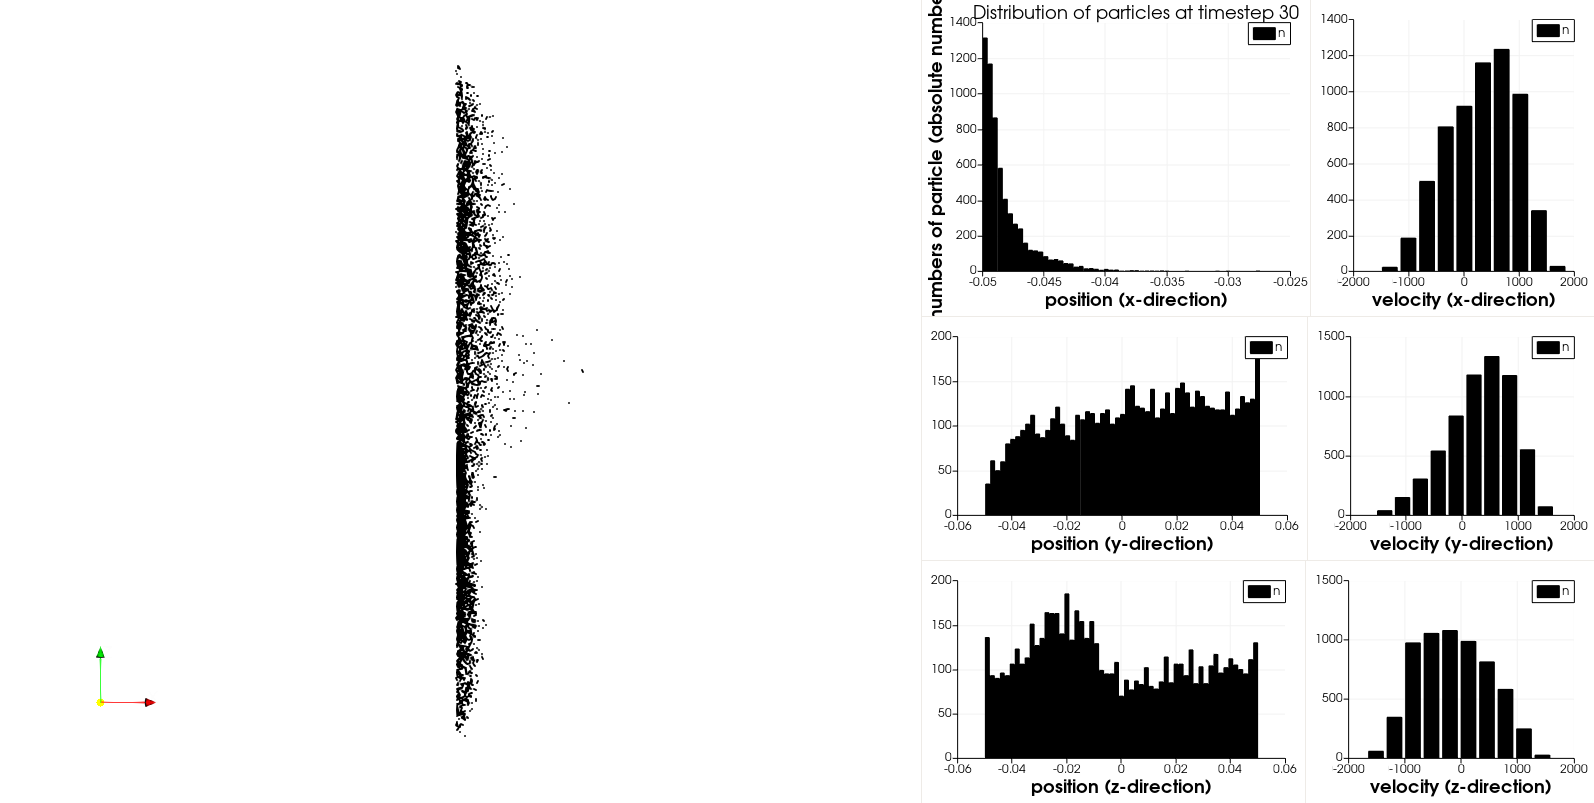 Distribution of particles at timestep 30
numbers of particle (absolute numbe
1400
1200
1000
800
600
400
200
0
n
-0.05 -0.045 -0.04 -0.035 -0.03 -0.025
position (x-direction)
1400
1200
1000
800
600
400
200
0
n
-2000 -1000 0 1000 2000
velocity (x-direction)
200
150
100
50
0
n
-0.06 -0.04 -0.02 0 0.02 0.04 0.06
position (y-direction)
1500
1000
500
0
n
-2000 -1000 0 1000 2000
velocity (y-direction)
200
150
100
50
0
n
-0.06 -0.04 -0.02 0 0.02 0.04 0.06
position (z-direction)
1500
1000
500
0
n
-2000 -1000 0 1000 2000
velocity (z-direction)